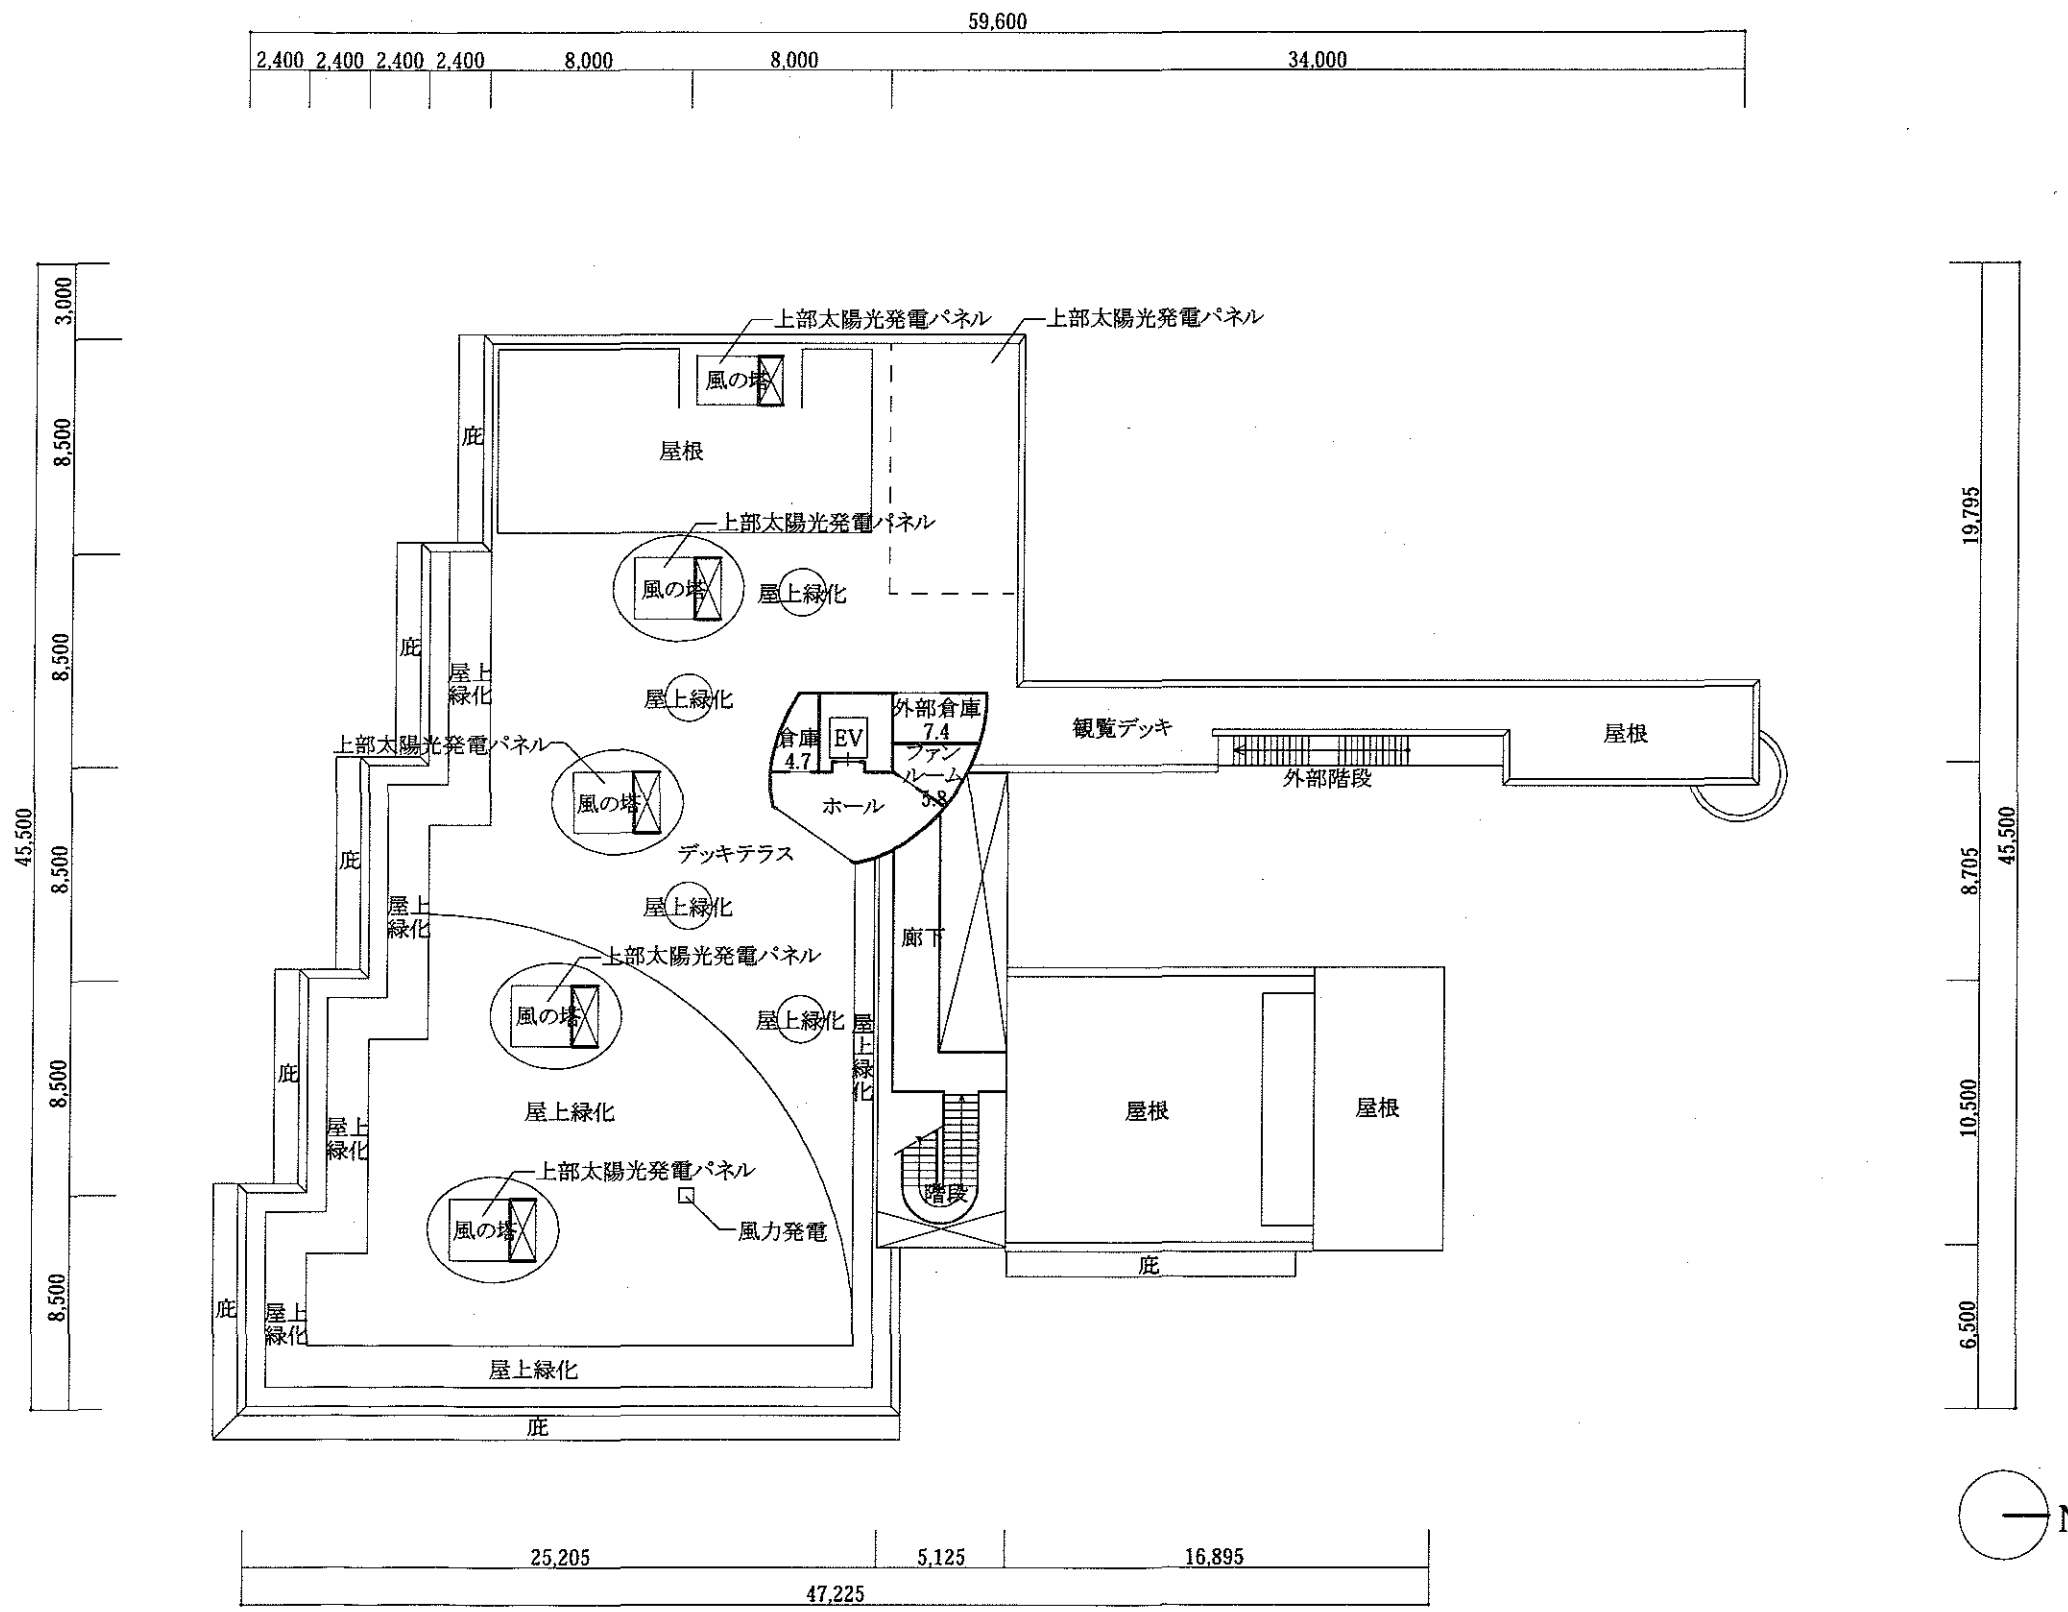 59,600
2,400 2,400 2,400 2,400 8,000 8,000 34,000
3,000
8,500
8,500
8,500
8,500
8,500
45,500
上部太陽光発電パネル
上部太陽光発電パネル
風の塔
庇
屋根
上部太陽光発電パネル
風の塔
屋上緑化
庇
屋上
緑化
屋上緑化
倉庫
4.7
EV
外部倉庫
7.4
ファン
ルーム
5.8
ホール
観覧デッキ
外部階段
屋根
上部太陽光発電パネル
風の塔
デッキテラス
庇
屋上
緑化
屋上緑化
廊下
上部太陽光発電パネル
風の塔
屋上緑化
屋上緑化
庇
屋上緑化
屋上
緑化
屋根
屋根
上部太陽光発電パネル
風の塔
風力発電
階段
庇
庇
屋上
緑化
屋上緑化
庇
19,795
8,705
10,500
6,500
45,500
N
25,205 5,125 16,895
47,225